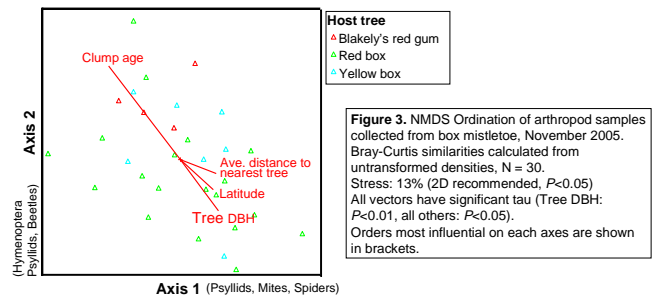 Host tree
Blakely's red gum
Red box
Yellow box
Clump age
Ave. distance to
nearest tree
Latitude
Tree DBH
Axis 2
(Hymenoptera
Psyllids, Beetles)
Axis 1 (Psyllids, Mites, Spiders)
Figure 3. NMDS Ordination of arthropod samples
collected from box mistletoe, November 2005.
Bray-Curtis similarities calculated from
untransformed densities, N = 30.
Stress: 13% (2D recommended, P<0.05)
All vectors have significant tau (Tree DBH:
P<0.01, all others: P<0.05).
Orders most influential on each axes are shown
in brackets.